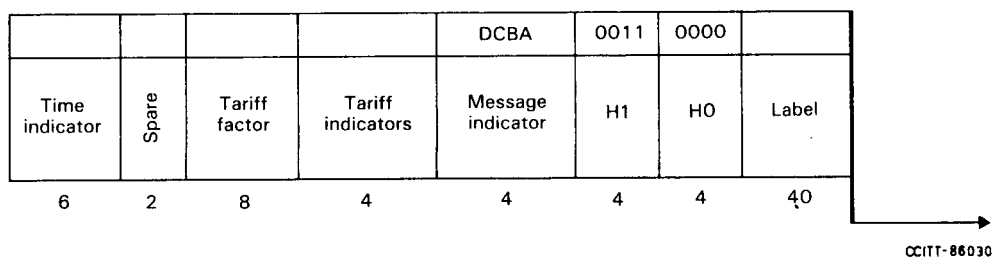 DCBA 0011 0000
Time indicator Spare Tariff factor Tariff indicators Message indicator H1 H0 Label
6 2 8 4 4 4 4 40
CCITT-86030